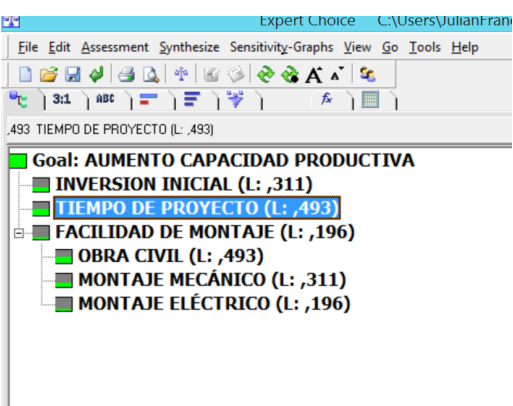 Expert Choice C:\Users\JulianFranc
File Edit Assessment Synthesize Sensitivity-Graphs View Go Tools Help
3:1 ABC fx
,493 TIEMPO DE PROYECTO (L: ,493)
Goal: AUMENTO CAPACIDAD PRODUCTIVA
INVERSION INICIAL (L: ,311)
TIEMPO DE PROYECTO (L: ,493)
FACILIDAD DE MONTAJE (L: ,196)
OBRA CIVIL (L: ,493)
MONTAJE MECÁNICO (L: ,311)
MONTAJE ELÉCTRICO (L: ,196)